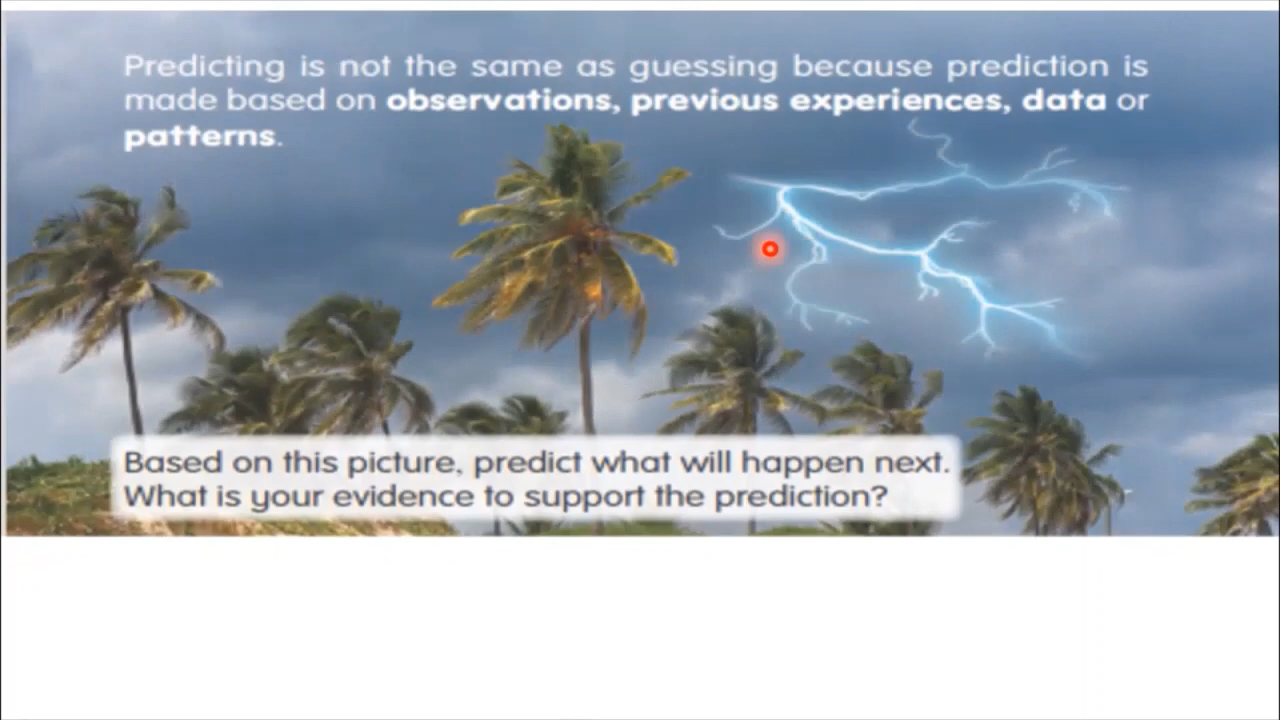 Predicting is not the same as guessing because prediction is
made based on observations, previous experiences, data or
patterns.
Based on this picture, predict what will happen next.
What is your evidence to support the prediction?